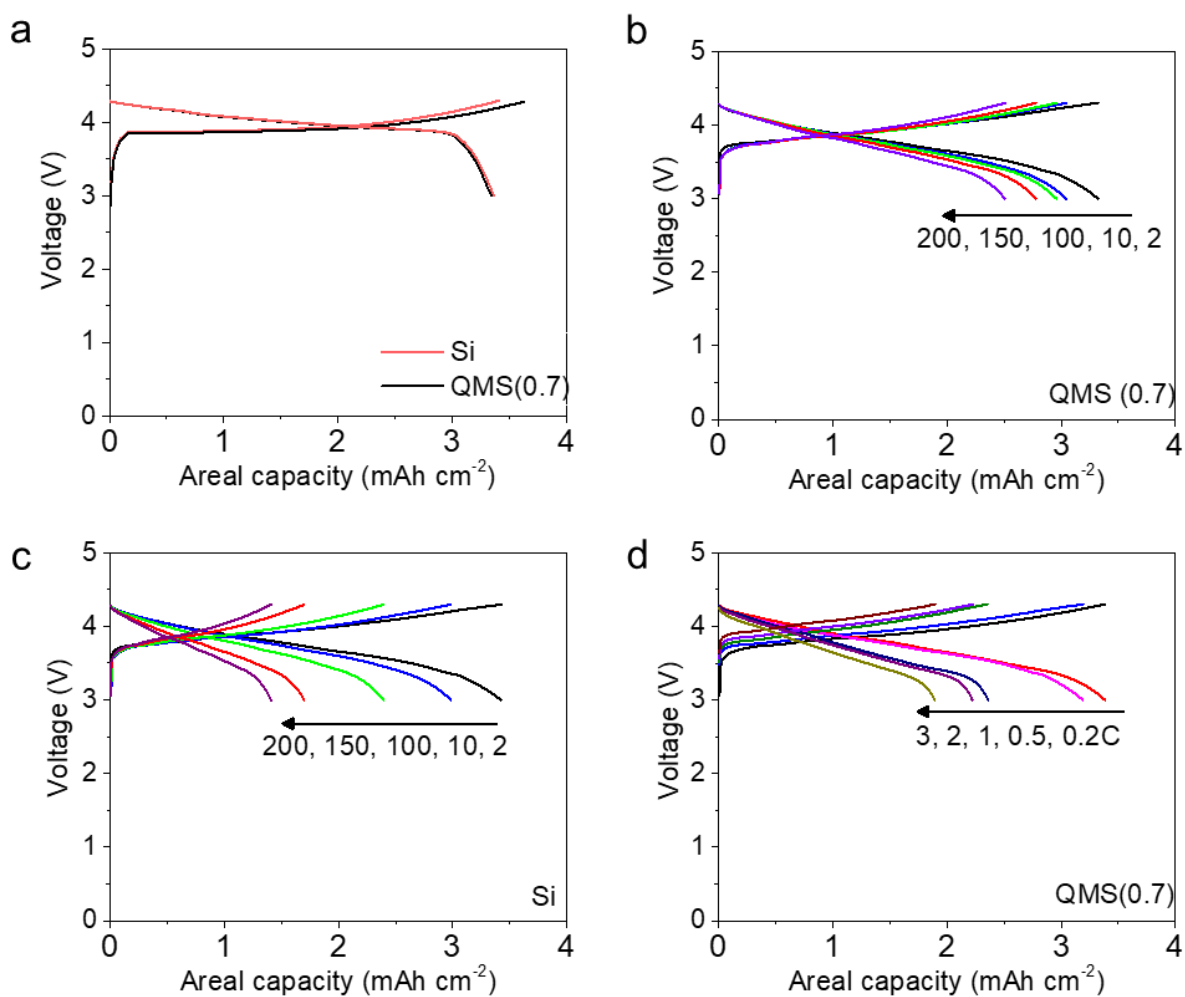 a
5
4
3
2
1
0
Voltage (V)
Si
QMS(0.7)
0 1 2 3 4
Areal capacity (mAh cm-2)
b
5
4
3
2
1
0
Voltage (V)
200, 150, 100, 10, 2
QMS (0.7)
0 1 2 3 4
Areal capacity (mAh cm-2)
c
5
4
3
2
1
0
Voltage (V)
200, 150, 100, 10, 2
Si
0 1 2 3 4
Areal capacity (mAh cm-2)
d
5
4
3
2
1
0
Voltage (V)
3, 2, 1, 0.5, 0.2C
QMS(0.7)
0 1 2 3 4
Areal capacity (mAh cm-2)